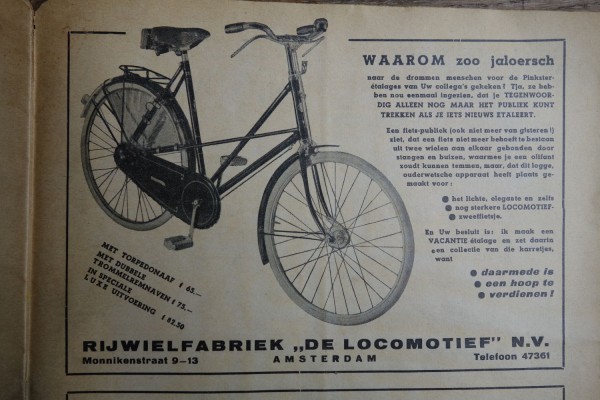 WAAROM zoo jaloersch
naar de drommen menschen voor de Pinkster-
étalages van Uw collega's gekeken! Tja, ze heb-
ben nou eenmaal ingezien, dat je TEGENWOOR-
DIG ALLEEN NOG MAAR HET PUBLIEK KUNT
TREKKEN ALS JE IETS NIEUWS ETALEERT.
Een fiets-publiek (ook niet meer van gisteren!)
ziet, dat een fiets niet meer behoeft te bestaan
uit twee wielen aan elkaar gebonden door
stangen en buizen, waarmee je een olifant
zoudt kunnen temmen, maar, dat dit logge,
ouderwetsche apparaat heeft plaats ge-
maakt voor:
● het lichte, elegante en zelfs
● nog sterkere LOCOMOTIEF-
● zweeffietsje.
En Uw besluit is: ik maak een
VACANTIE étalage en zet daarin
een collectie van die karretjes,
want
● daarmede is
● een hoop te
● verdienen!
MET TORPEDONAAF f 65.—
MET DUBBELE
TROMMELREMHAVEN f 75.—
IN SPECIALE
LUXE UITVOERING f 82.50
RIJWIELFABRIEK „DE LOCOMOTIEF" N.V.
Monnikenstraat 9–13 AMSTERDAM Telefoon 47361